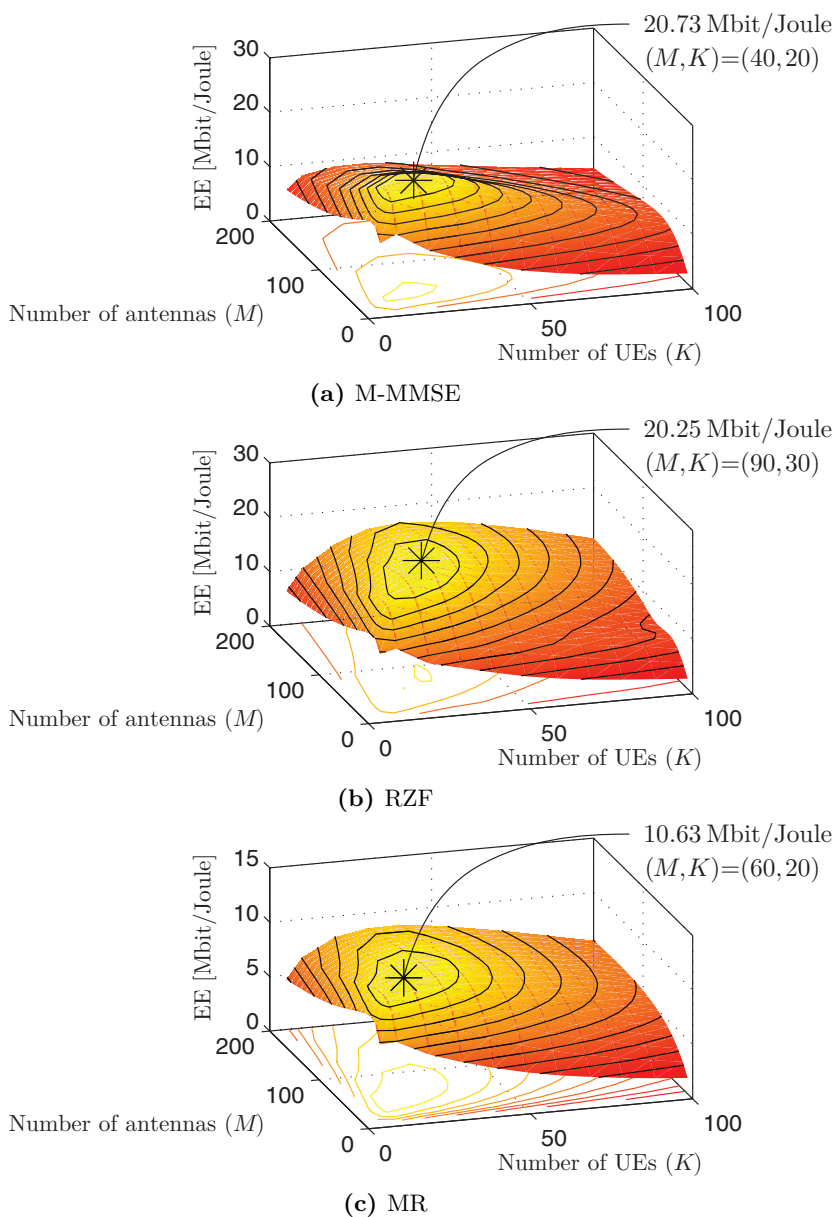 20.73 Mbit/Joule
(M,K)=(40,20)
EE [Mbit/Joule]
30
20
10
0
200
100
0
Number of antennas (M)
0
50
100
Number of UEs (K)
(a) M-MMSE
20.25 Mbit/Joule
(M,K)=(90,30)
EE [Mbit/Joule]
30
20
10
0
200
100
0
Number of antennas (M)
0
50
100
Number of UEs (K)
(b) RZF
10.63 Mbit/Joule
(M,K)=(60,20)
EE [Mbit/Joule]
15
10
5
0
200
100
0
Number of antennas (M)
0
50
100
Number of UEs (K)
(c) MR